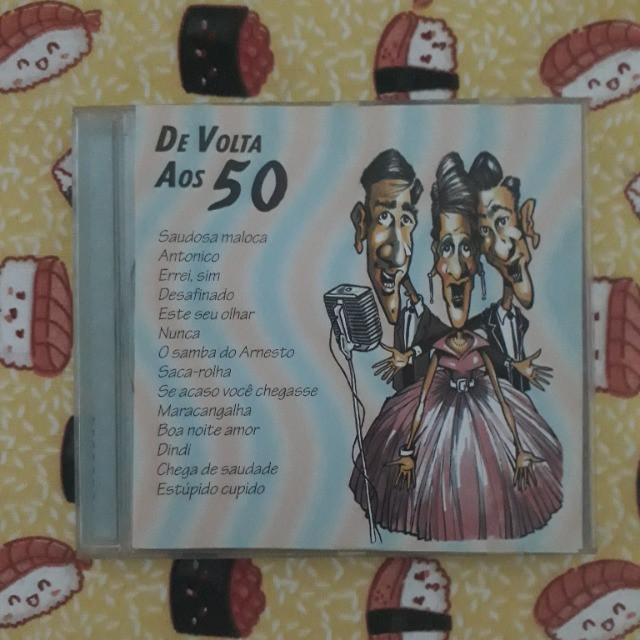 De Volta
Aos 50
Saudosa maloca
Antonico
Errei, sim
Desafinado
Este seu olhar
Nunca
O samba do Arnesto
Saca-rolha
Se acaso você chegasse
Maracangalha
Boa noite amor
Dindi
Chega de saudade
Estúpido cupido